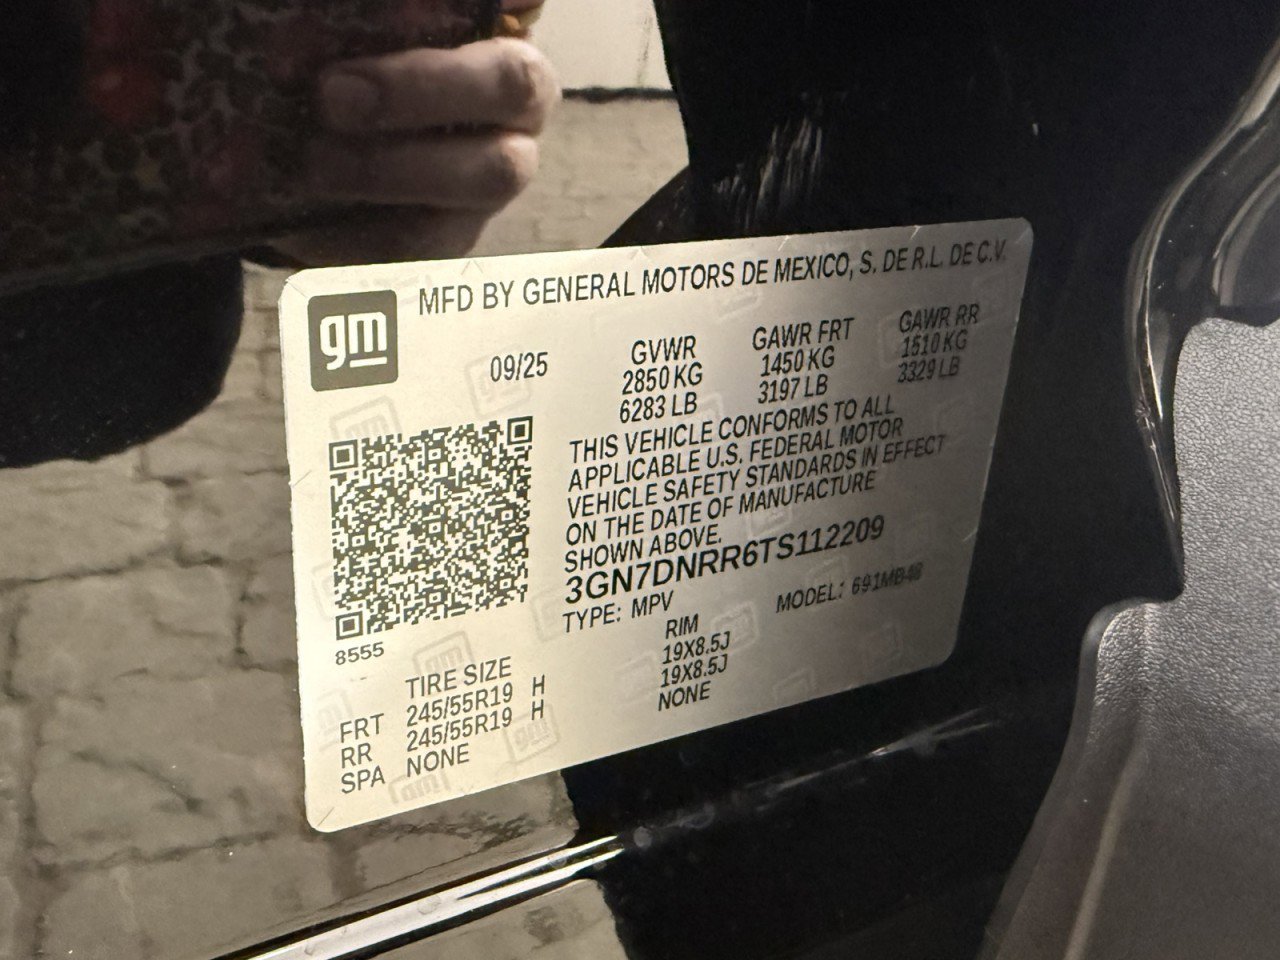 gm
MFD BY GENERAL MOTORS DE MEXICO, S. DE R.L. DE C.V.
09/25
GVWR GAWR FRT GAWR RR
2850 KG 1450 KG 1510 KG
6283 LB 3197 LB 3329 LB
THIS VEHICLE CONFORMS TO ALL
APPLICABLE U.S. FEDERAL MOTOR
VEHICLE SAFETY STANDARDS IN EFFECT
ON THE DATE OF MANUFACTURE
SHOWN ABOVE.
3GN7DNRR6TS112209
TYPE: MPV MODEL: 691MB48
8555
TIRE SIZE RIM
FRT 245/55R19 H 19X8.5J
RR 245/55R19 H 19X8.5J
SPA NONE NONE